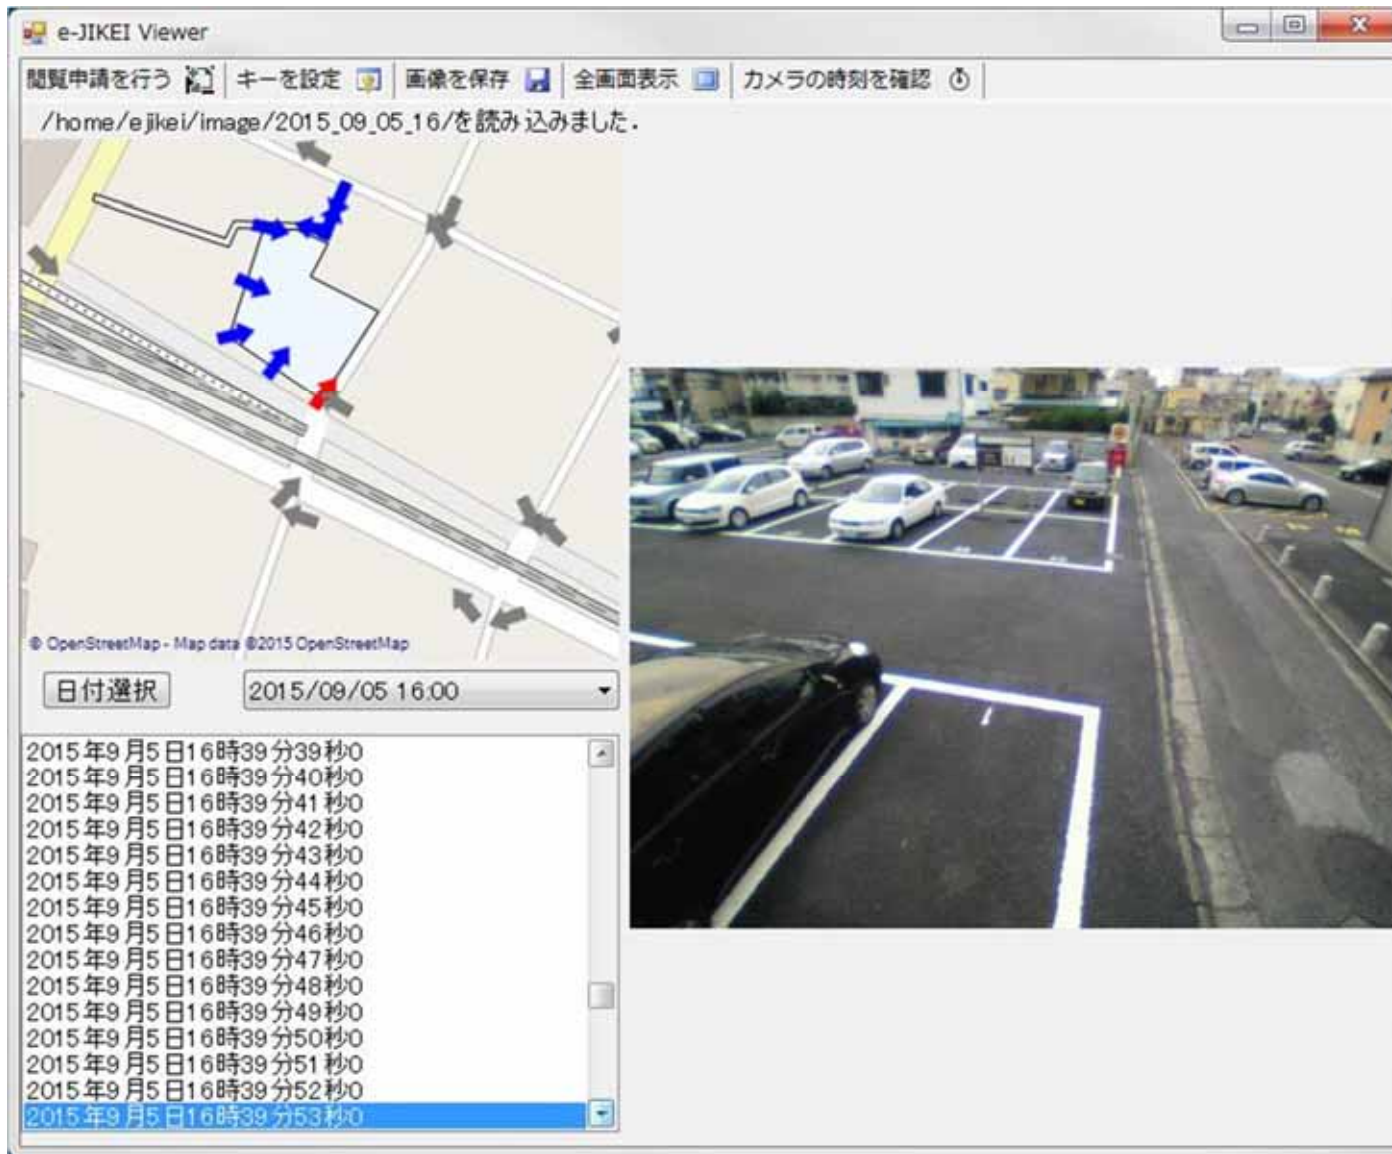 e-JIKEI Viewer
閲覧申請を行う キーを設定 画像を保存 全画面表示 カメラの時刻を確認
/home/ejikei/image/2015_09_05_16/を読み込みました.
© OpenStreetMap - Map data ©2015 OpenStreetMap
日付選択 2015/09/05 16:00
2015年9月5日16時39分39秒0
2015年9月5日16時39分40秒0
2015年9月5日16時39分41秒0
2015年9月5日16時39分42秒0
2015年9月5日16時39分43秒0
2015年9月5日16時39分44秒0
2015年9月5日16時39分45秒0
2015年9月5日16時39分46秒0
2015年9月5日16時39分47秒0
2015年9月5日16時39分48秒0
2015年9月5日16時39分49秒0
2015年9月5日16時39分50秒0
2015年9月5日16時39分51秒0
2015年9月5日16時39分52秒0
2015年9月5日16時39分53秒0